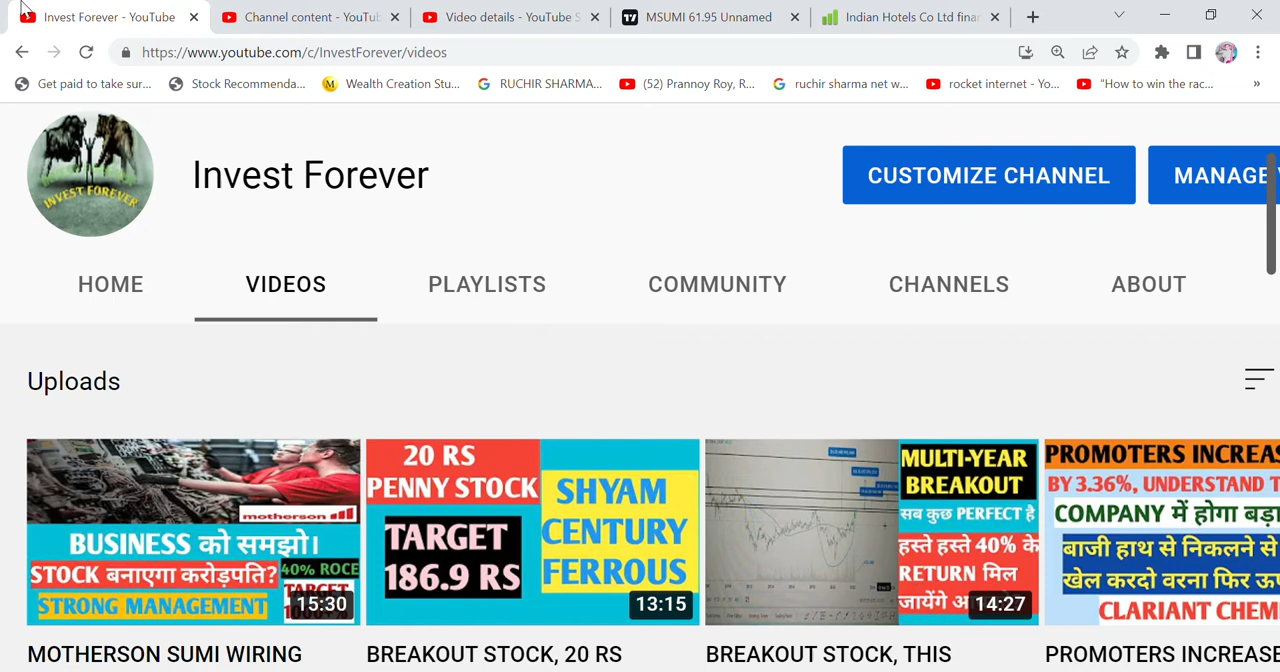 Invest Forever - YouTube
Channel content - YouTu
Video details - YouTube S
MSUMI 61.95 Unnamed
Indian Hotels Co Ltd finan
https://www.youtube.com/c/InvestForever/videos
Get paid to take sur...
Stock Recommenda...
Wealth Creation Stu...
RUCHIR SHARMA...
(52) Prannoy Roy, R...
ruchir sharma net w...
rocket internet - Yo...
"How to win the rac...
INVEST FOREVER
Invest Forever
CUSTOMIZE CHANNEL
MANAGE
HOME
VIDEOS
PLAYLISTS
COMMUNITY
CHANNELS
ABOUT
Uploads
motherson
BUSINESS को समझो।
STOCK बनाएगा करोड़पति?
40% ROCE
STRONG MANAGEMENT
TARGET
15:30
20 RS
PENNY STOCK
TARGET
186.9 RS
SHYAM
CENTURY
FERROUS
13:15
MULTI-YEAR
BREAKOUT
सब कुछ PERFECT है
हस्ते हस्ते 40% के
RETURN मिल
जायेंगे
14:27
PROMOTERS INCREAS
BY 3.36%, UNDERSTAND T
COMPANY में होगा बड़ा
बाजी हाथ से निकलने से
खेल करदो वरना फिर
CLARIANT CHEM
MOTHERSON SUMI WIRING
BREAKOUT STOCK, 20 RS
BREAKOUT STOCK, THIS
PROMOTERS INCREASE